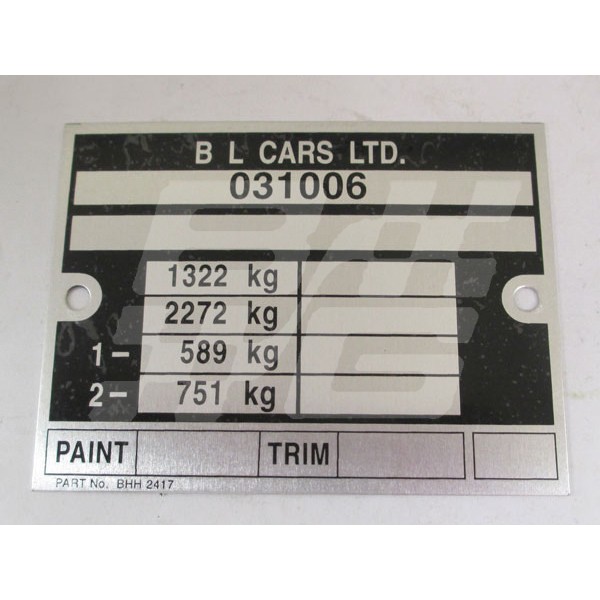 B L CARS LTD.
031006
1322 kg
2272 kg
1- 589 kg
2- 751 kg
PAINT TRIM
PART No. BHH 2417